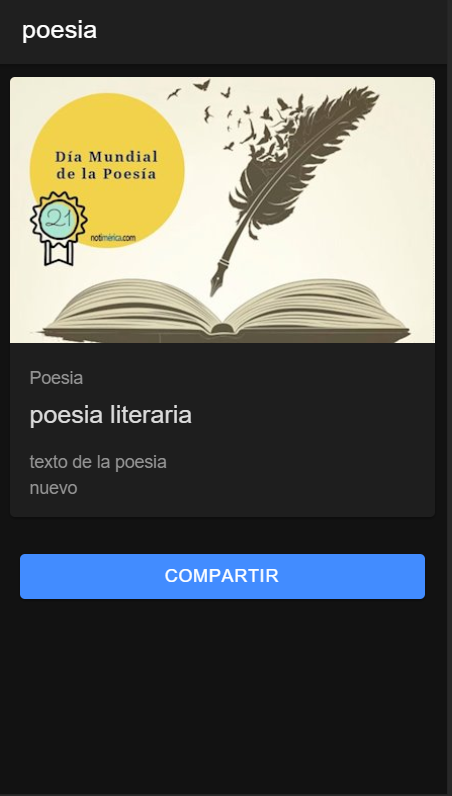 poesia
Día Mundial
de la Poesía
21
notimérica.com
Poesia
poesia literaria
texto de la poesia
nuevo
COMPARTIR